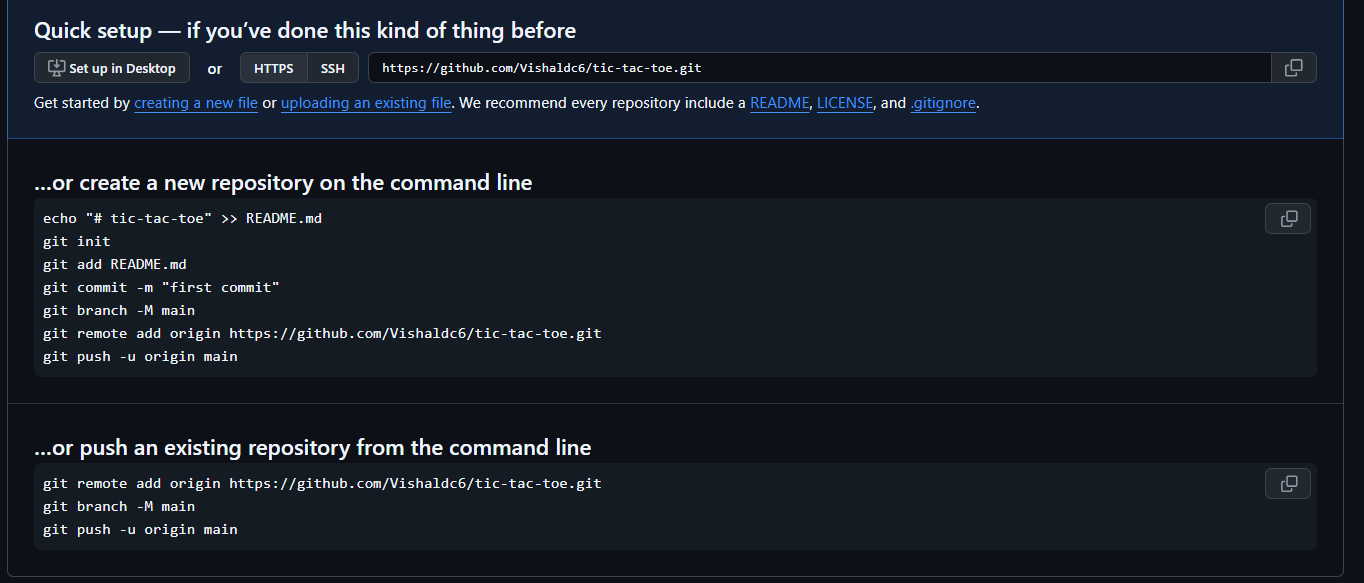 Quick setup — if you’ve done this kind of thing before
Set up in Desktop or HTTPS SSH https://github.com/Vishaldc6/tic-tac-toe.git
Get started by creating a new file or uploading an existing file. We recommend every repository include a README, LICENSE, and .gitignore.
…or create a new repository on the command line
echo "# tic-tac-toe" >> README.md
git init
git add README.md
git commit -m "first commit"
git branch -M main
git remote add origin https://github.com/Vishaldc6/tic-tac-toe.git
git push -u origin main
…or push an existing repository from the command line
git remote add origin https://github.com/Vishaldc6/tic-tac-toe.git
git branch -M main
git push -u origin main